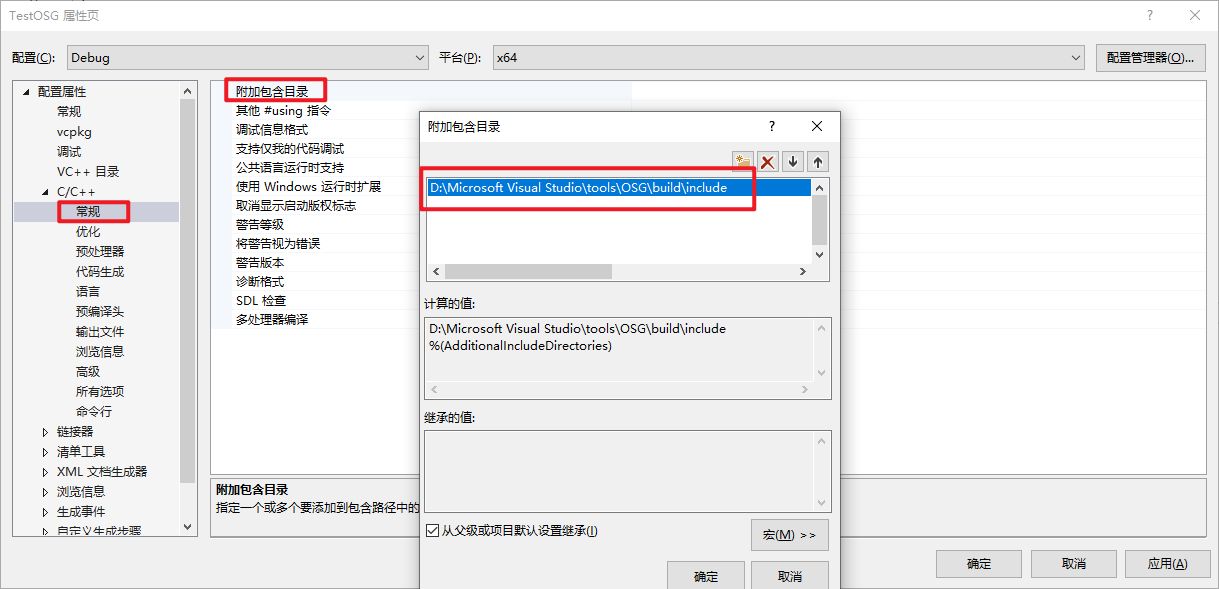 TestOSG 属性页
?
配置(C):
Debug
平台(P):
x64
配置管理器(O)...
配置属性
常规
vcpkg
调试
VC++ 目录
C/C++
常规
优化
预处理器
代码生成
语言
预编译头
输出文件
浏览信息
高级
所有选项
命令行
链接器
清单工具
XML 文档生成器
浏览信息
生成事件
自定义生成步骤
附加包含目录
其他 #using 指令
调试信息格式
支持仅我的代码调试
公共语言运行时支持
使用 Windows 运行时扩展
取消显示启动版权标志
警告等级
将警告视为错误
警告版本
诊断格式
SDL 检查
多处理器编译
附加包含目录
指定一个或多个要添加到包含路径中的
附加包含目录
?
D:\Microsoft Visual Studio\tools\OSG\build\include
计算的值:
D:\Microsoft Visual Studio\tools\OSG\build\include
%(AdditionalIncludeDirectories)
继承的值:
从父级或项目默认设置继承(I)
宏(M) >>
确定
取消
确定
取消
应用(A)